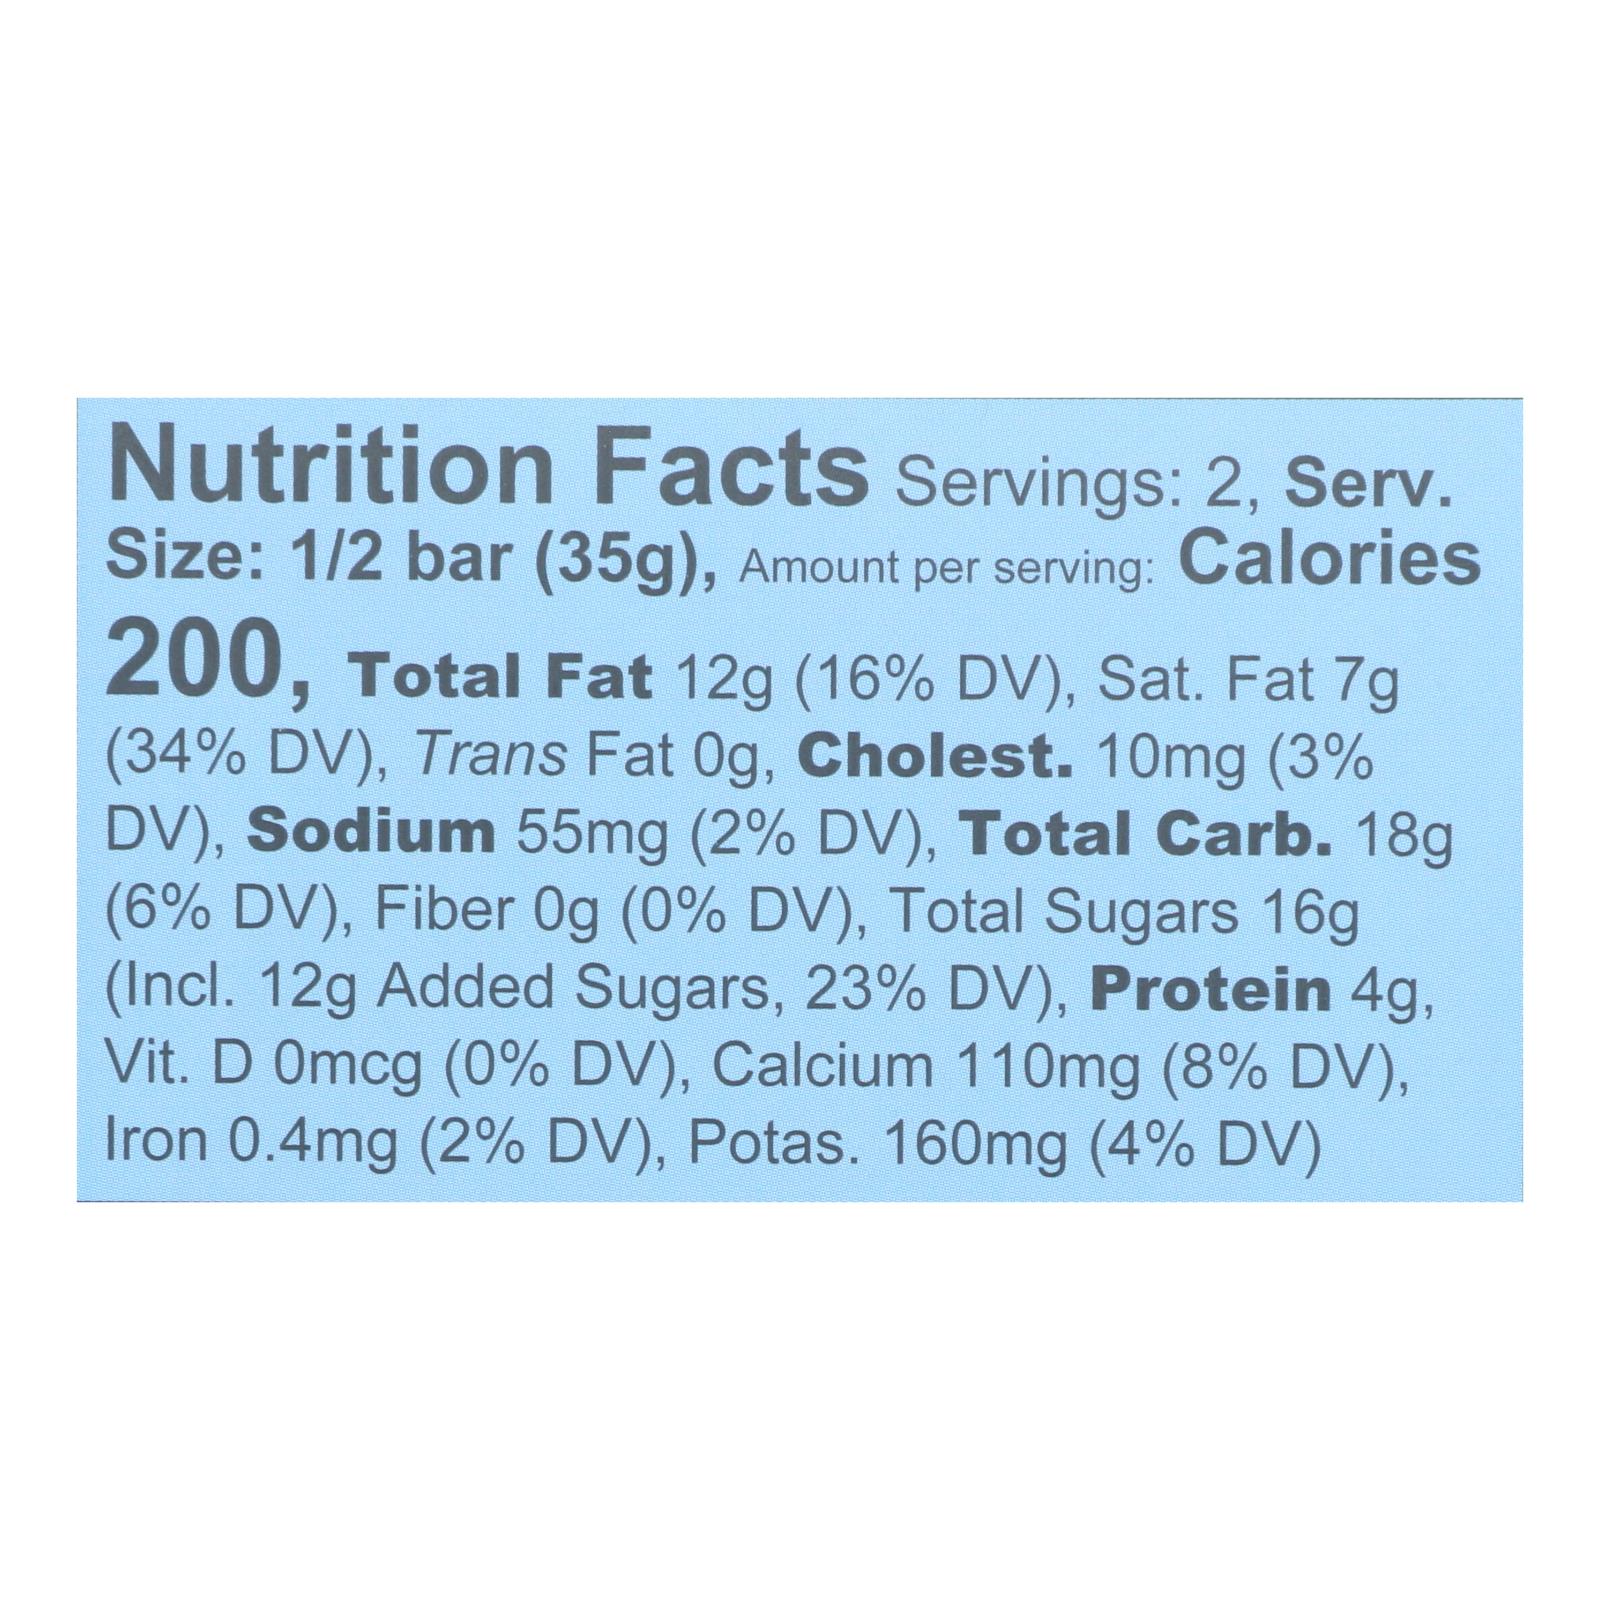 Nutrition Facts Servings: 2, Serv.
Size: 1/2 bar (35g), Amount per serving: Calories
200, Total Fat 12g (16% DV), Sat. Fat 7g
(34% DV), Trans Fat 0g, Cholest. 10mg (3%
DV), Sodium 55mg (2% DV), Total Carb. 18g
(6% DV), Fiber 0g (0% DV), Total Sugars 16g
(Incl. 12g Added Sugars, 23% DV), Protein 4g,
Vit. D 0mcg (0% DV), Calcium 110mg (8% DV),
Iron 0.4mg (2% DV), Potas. 160mg (4% DV)